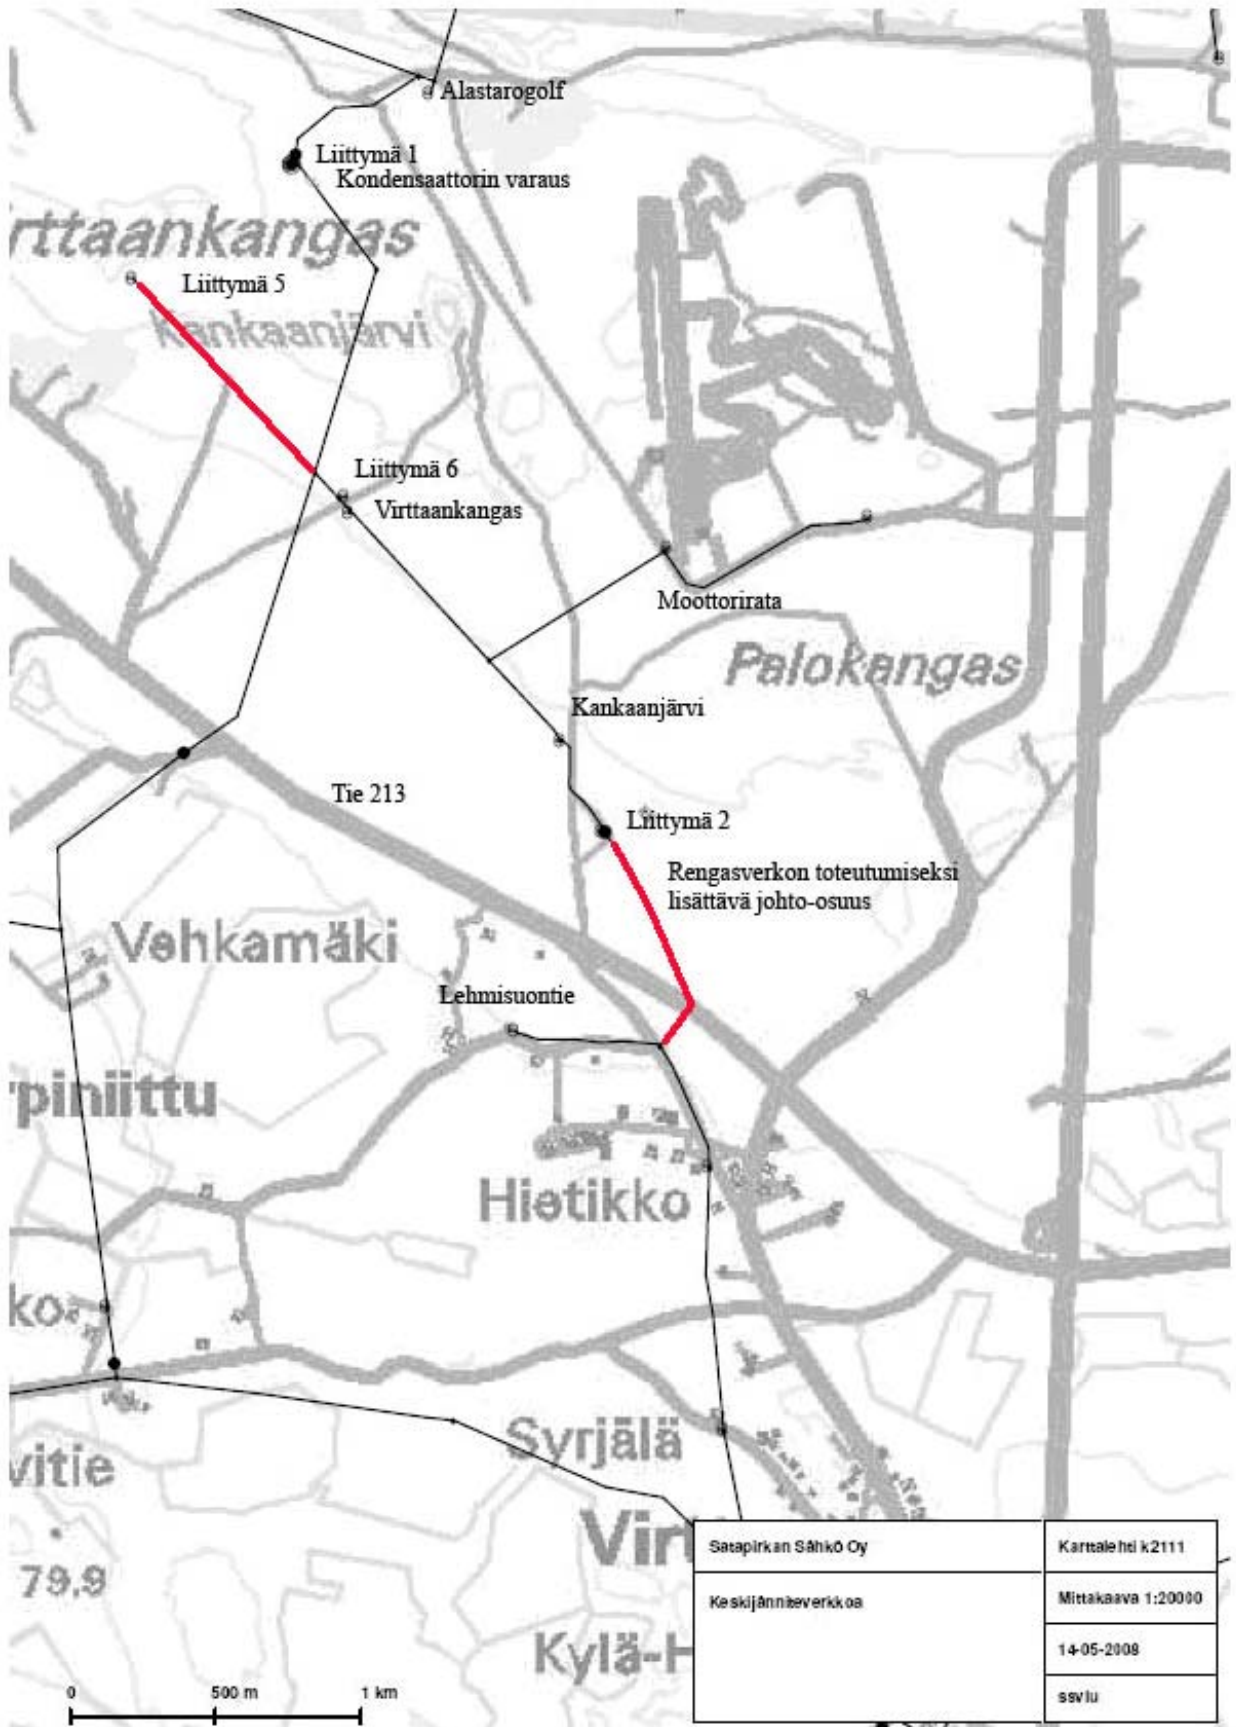 Alastarogolf
Liittymä 1
Kondensaattorin varaus
rttaankangas
Liittymä 5
Kankaanjärvi
Liittymä 6
Virttaankangas
Moottorirata
Palokangas
Kankaanjärvi
Tie 213
Liittymä 2
Rengasverkon toteutumiseksi
lisättävä johto-osuus
Vehkamäki
Lehmisuontie
rpiniittu
Hietikko
ko
Syrjälä
vitie
Vir
79.9
Kylä-H
Satapirkan Sähkö Oy
Karttalehti k2111
Keskijänniteverkkoa
Mittakaava 1:20000
14-05-2008
ssvlu
0 500 m 1 km